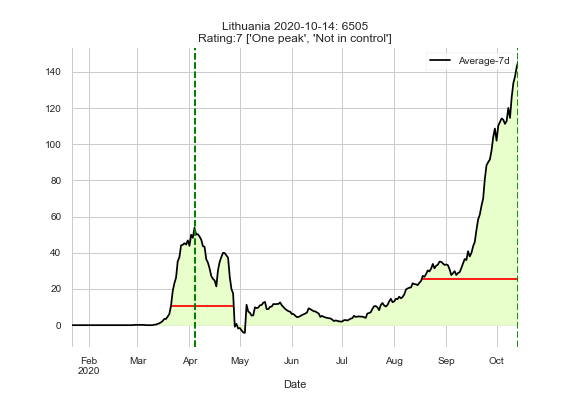 Lithuania 2020-10-14: 6505
Rating:7 ['One peak', 'Not in control']
Average-7d
140
120
100
80
60
40
20
0
Feb Mar Apr May Jun Jul Aug Sep Oct
2020
Date